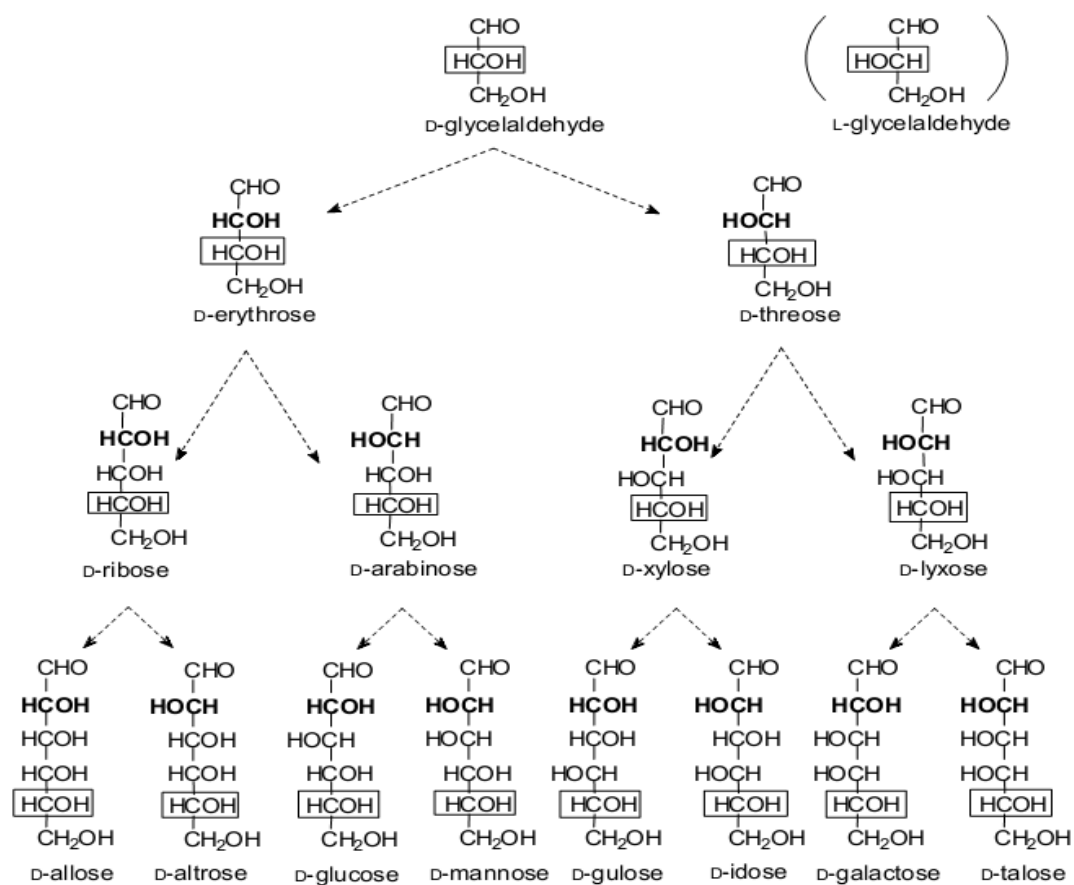 CHO
HCOH
CH₂OH
D-glycelaldehyde
CHO
HOCH
CH₂OH
L-glycelaldehyde
CHO
HCOH
HCOH
CH₂OH
D-erythrose
CHO
HOCH
HCOH
CH₂OH
D-threose
CHO
HCOH
HCOH
HCOH
CH₂OH
D-ribose
CHO
HOCH
HCOH
HCOH
CH₂OH
D-arabinose
CHO
HCOH
HOCH
HCOH
CH₂OH
D-xylose
CHO
HOCH
HOCH
HCOH
CH₂OH
D-lyxose
CHO
HCOH
HCOH
HCOH
HCOH
CH₂OH
D-allose
CHO
HOCH
HCOH
HCOH
HCOH
CH₂OH
D-altrose
CHO
HCOH
HOCH
HCOH
HCOH
CH₂OH
D-glucose
CHO
HOCH
HOCH
HCOH
HCOH
CH₂OH
D-mannose
CHO
HCOH
HCOH
HOCH
HCOH
CH₂OH
D-gulose
CHO
HOCH
HCOH
HOCH
HCOH
CH₂OH
D-idose
CHO
HCOH
HOCH
HOCH
HCOH
CH₂OH
D-galactose
CHO
HOCH
HOCH
HOCH
HCOH
CH₂OH
D-talose